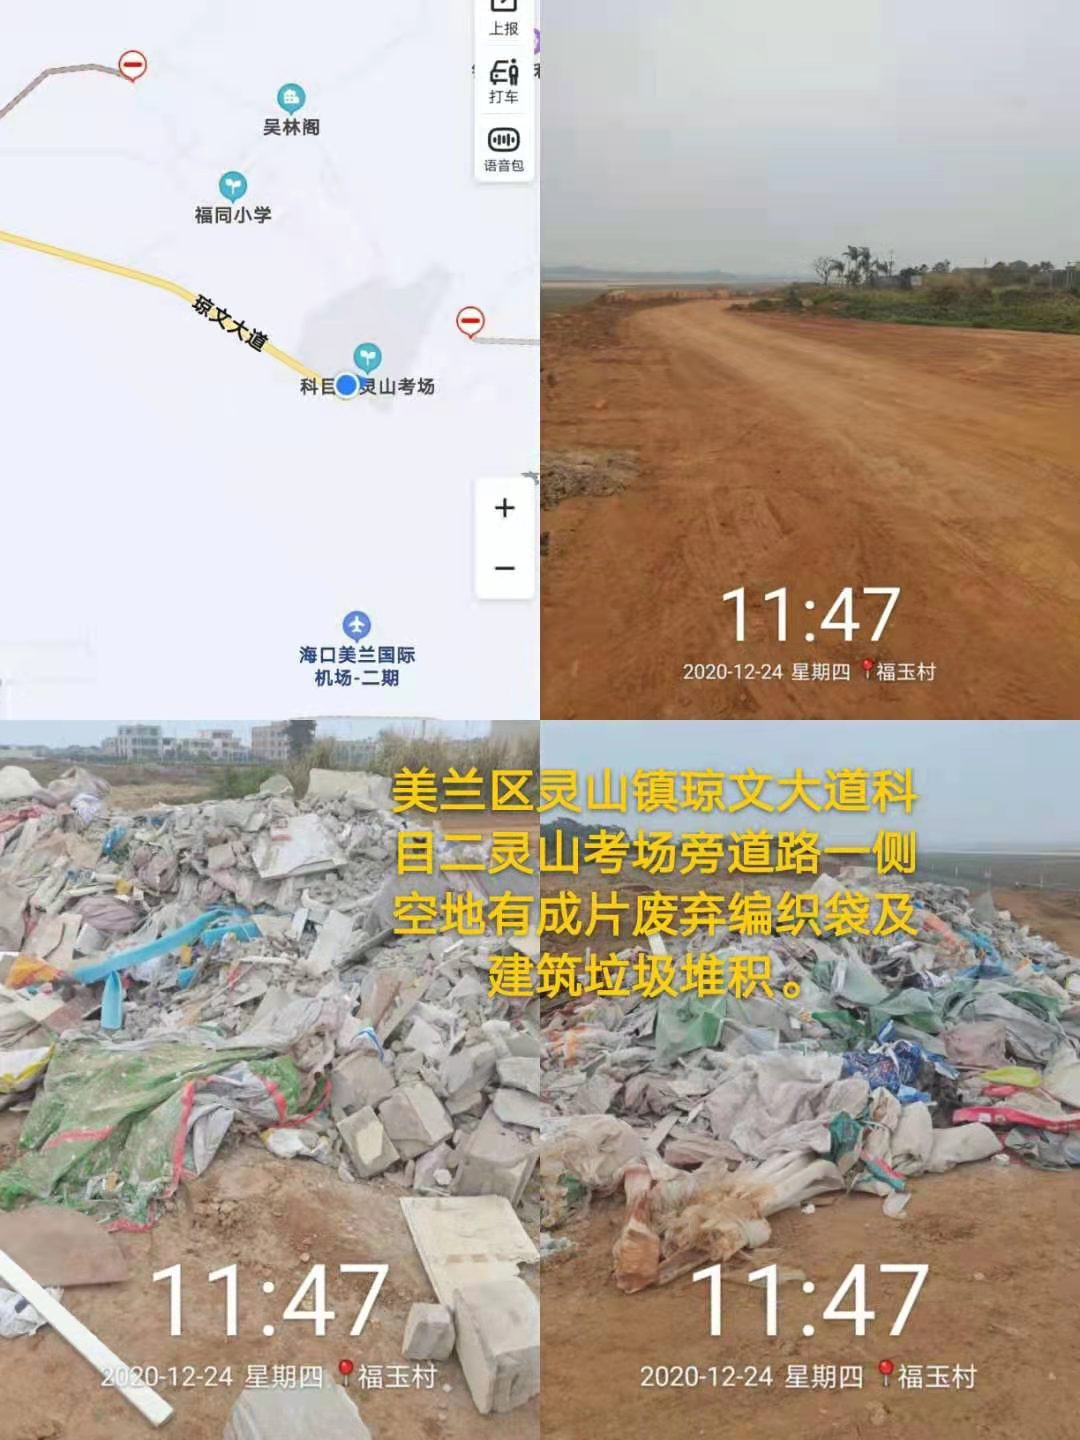 上报
打车
语音包
吴林阁
福同小学
琼文大道
科目 灵山考场
海口美兰国际
机场-二期
11:47
2020-12-24 星期四 福玉村
美兰区灵山镇琼文大道科
目二灵山考场旁道路一侧
空地有成片废弃编织袋及
建筑垃圾堆积。
11:47
2020-12-24 星期四 福玉村
11:47
2020-12-24 星期四 福玉村